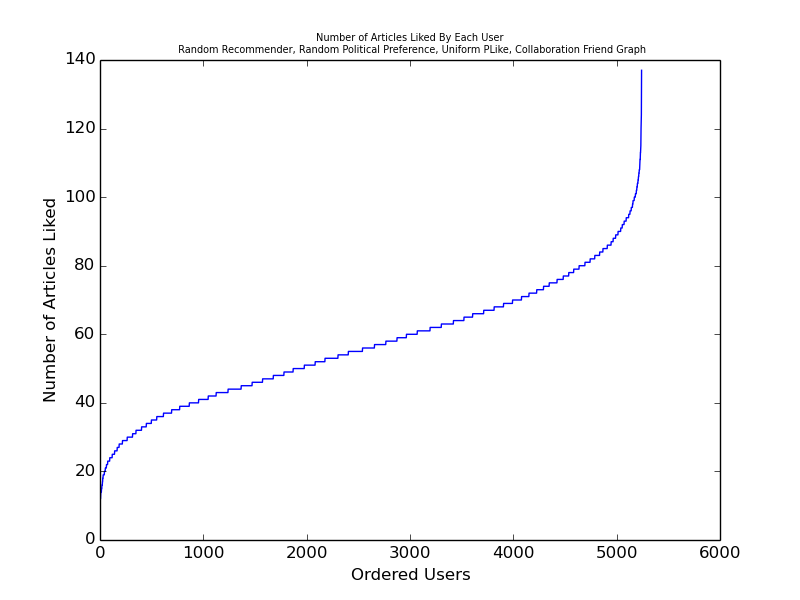 Number of Articles Liked By Each User
Random Recommender, Random Political Preference, Uniform PLike, Collaboration Friend Graph
140
120
100
80
60
40
20
0
Number of Articles Liked
0 1000 2000 3000 4000 5000 6000
Ordered Users